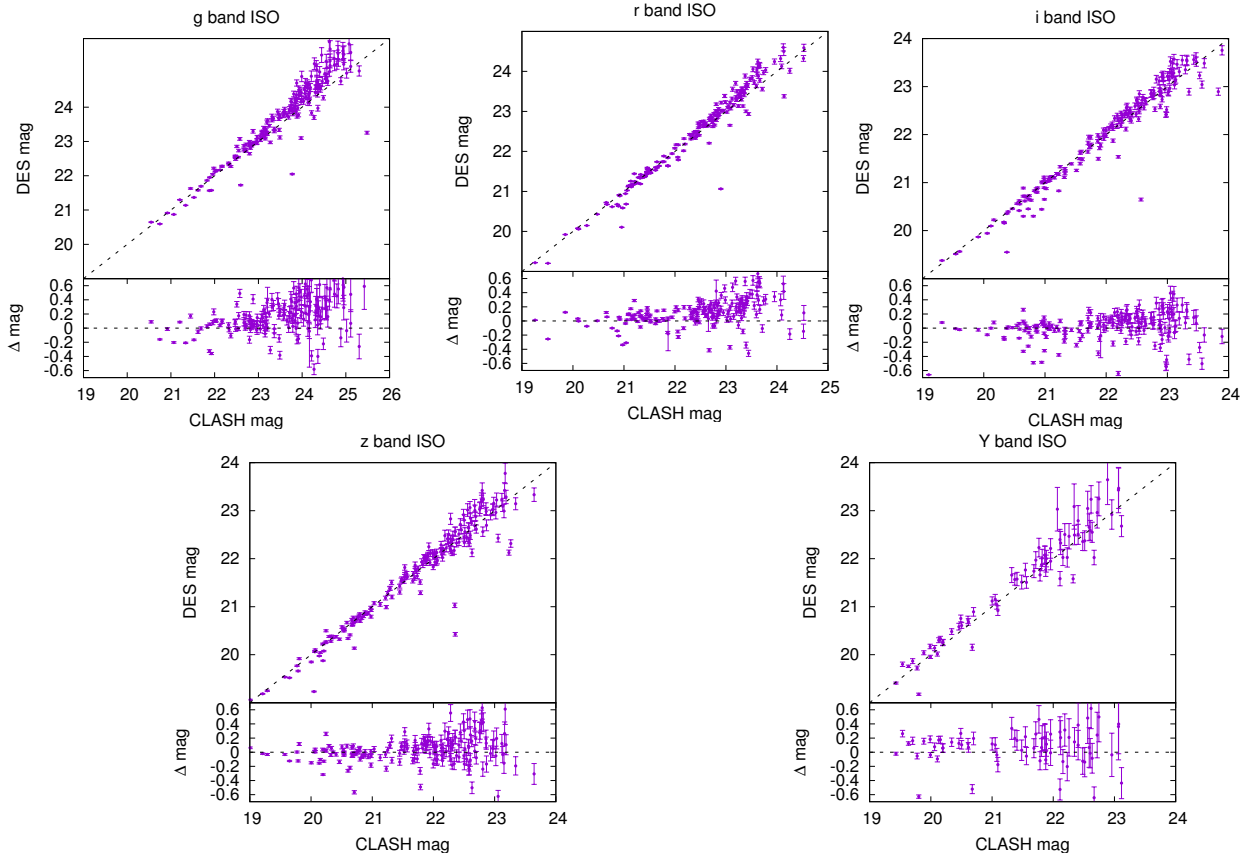 g band ISO
DES mag
24
23
22
21
20
Δ mag
0.6
0.4
0.2
0
-0.2
-0.4
-0.6
19 20 21 22 23 24 25 26
CLASH mag
r band ISO
DES mag
24
23
22
21
20
Δ mag
0.6
0.4
0.2
0
-0.2
-0.4
-0.6
19 20 21 22 23 24 25
CLASH mag
i band ISO
DES mag
24
23
22
21
20
Δ mag
0.6
0.4
0.2
0
-0.2
-0.4
-0.6
19 20 21 22 23 24
CLASH mag
z band ISO
DES mag
24
23
22
21
20
Δ mag
0.6
0.4
0.2
0
-0.2
-0.4
-0.6
19 20 21 22 23 24
CLASH mag
Y band ISO
DES mag
24
23
22
21
20
Δ mag
0.6
0.4
0.2
0
-0.2
-0.4
-0.6
19 20 21 22 23 24
CLASH mag